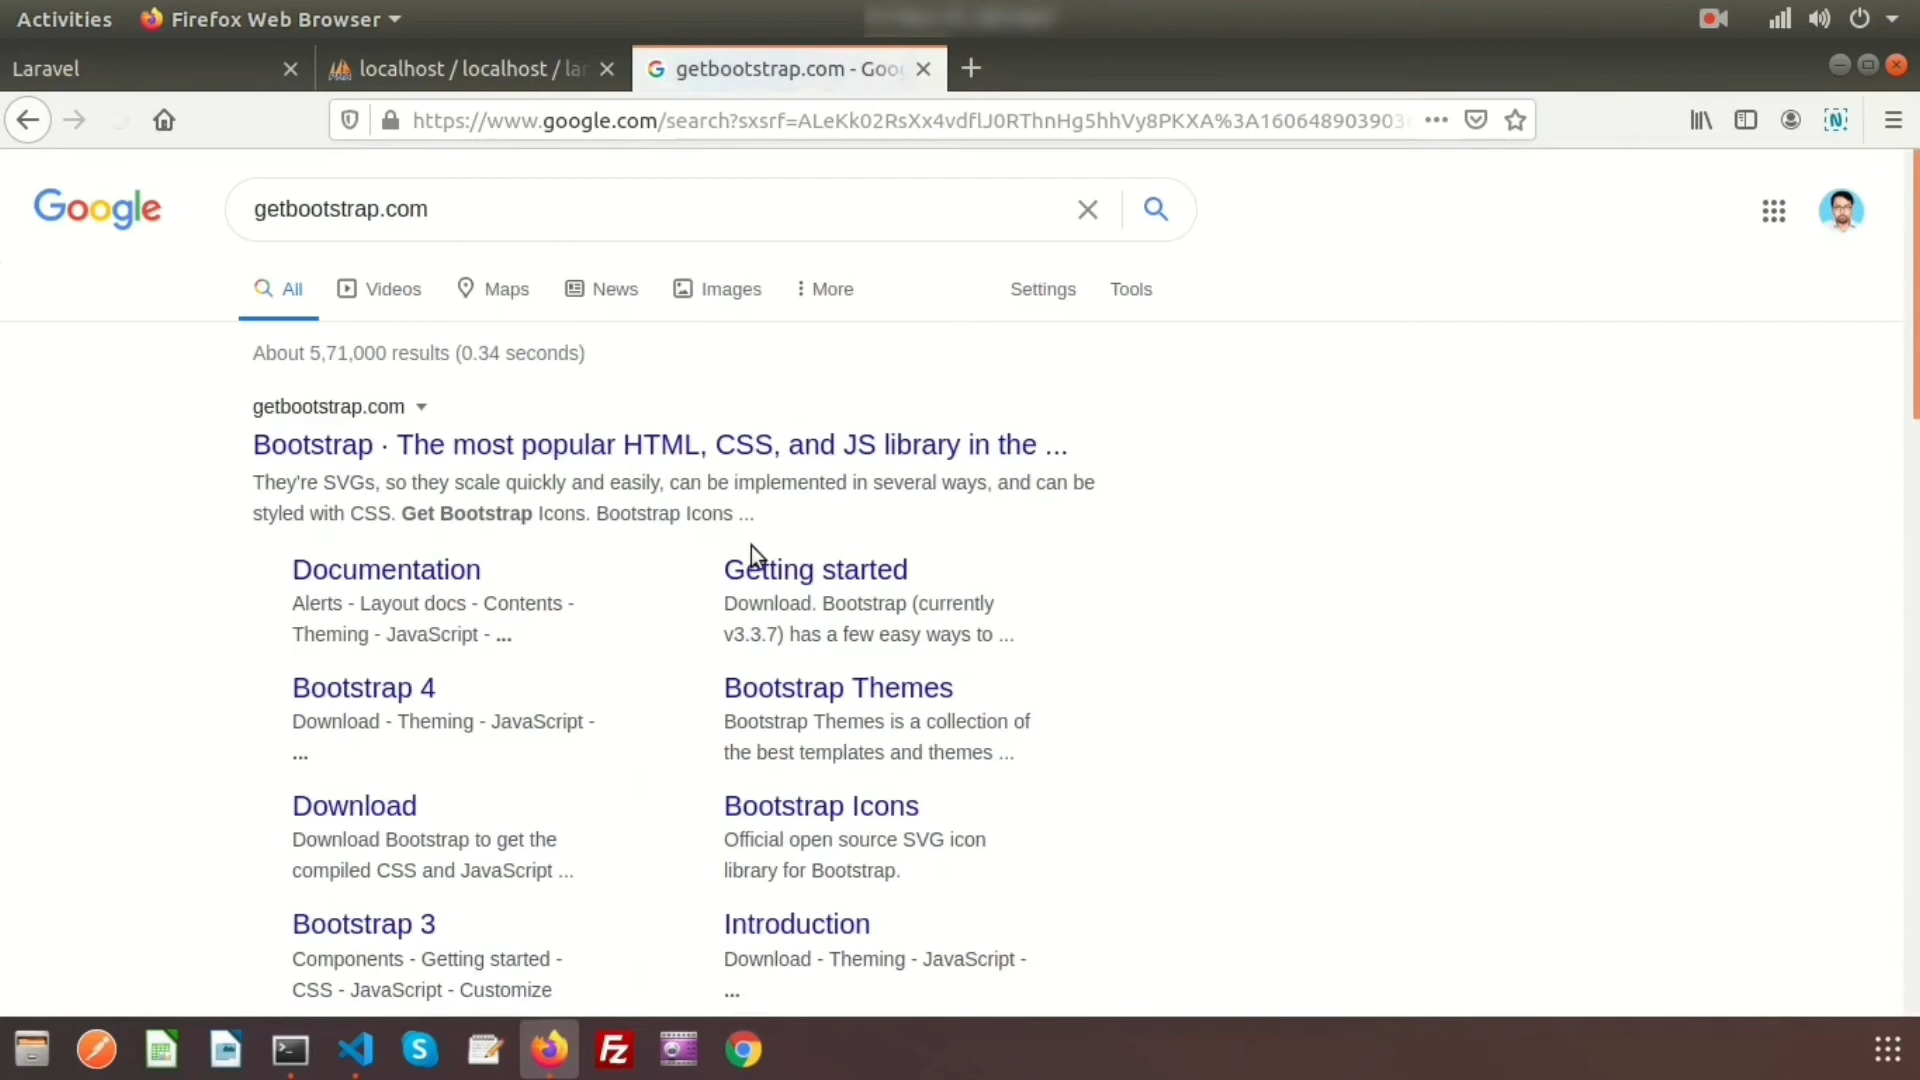 Activities Firefox Web Browser
Laravel localhost / localhost / lar getbootstrap.com - Goo
https://www.google.com/search?sxsrf=ALeKk02RsXx4vdflJ0RThnHg5hhVy8PKXA%3A160648903903
Google getbootstrap.com
All Videos Maps News Images More Settings Tools
About 5,71,000 results (0.34 seconds)
getbootstrap.com
Bootstrap · The most popular HTML, CSS, and JS library in the ...
They're SVGs, so they scale quickly and easily, can be implemented in several ways, and can be
styled with CSS. Get Bootstrap Icons. Bootstrap Icons ...
Documentation
Alerts - Layout docs - Contents -
Theming - JavaScript - ...
Getting started
Download. Bootstrap (currently
v3.3.7) has a few easy ways to ...
Bootstrap 4
Download - Theming - JavaScript -
...
Bootstrap Themes
Bootstrap Themes is a collection of
the best templates and themes ...
Download
Download Bootstrap to get the
compiled CSS and JavaScript ...
Bootstrap Icons
Official open source SVG icon
library for Bootstrap.
Bootstrap 3
Components - Getting started -
CSS - JavaScript - Customize
Introduction
Download - Theming - JavaScript -
...